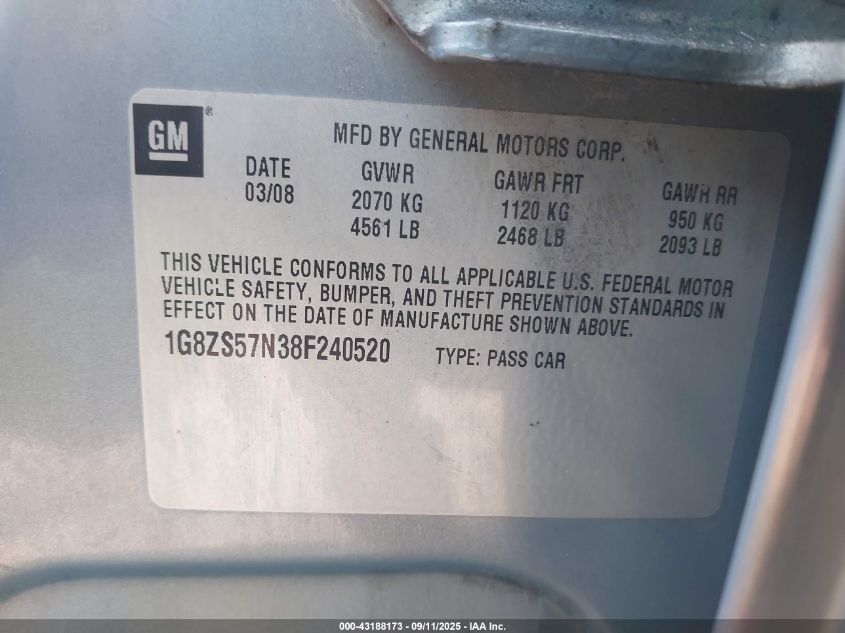 GM®
MFD BY GENERAL MOTORS CORP.
DATE GVWR GAWR FRT GAWR RR
03/08 2070 KG 1120 KG 950 KG
4561 LB 2468 LB 2093 LB
THIS VEHICLE CONFORMS TO ALL APPLICABLE U.S. FEDERAL MOTOR
VEHICLE SAFETY, BUMPER, AND THEFT PREVENTION STANDARDS IN
EFFECT ON THE DATE OF MANUFACTURE SHOWN ABOVE.
1G8ZS57N38F240520 TYPE: PASS CAR
000-43188173 - 09/11/2025 - IAA Inc.